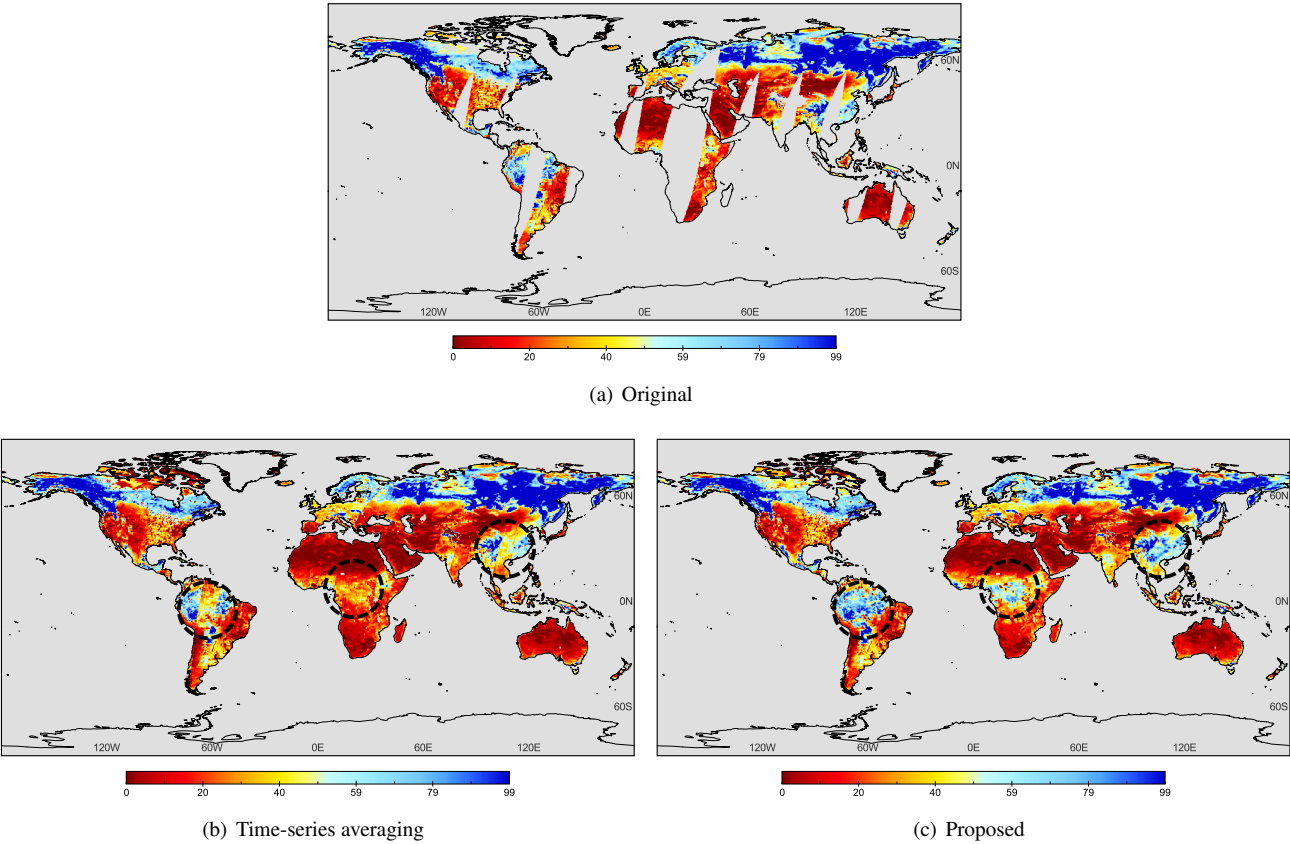 60N
0N
60S
120W 60W 0E 60E 120E
0 20 40 59 79 99
(a) Original
60N
0N
60S
120W 60W 0E 60E 120E
0 20 40 59 79 99
(b) Time-series averaging
60N
0N
60S
120W 60W 0E 60E 120E
0 20 40 59 79 99
(c) Proposed